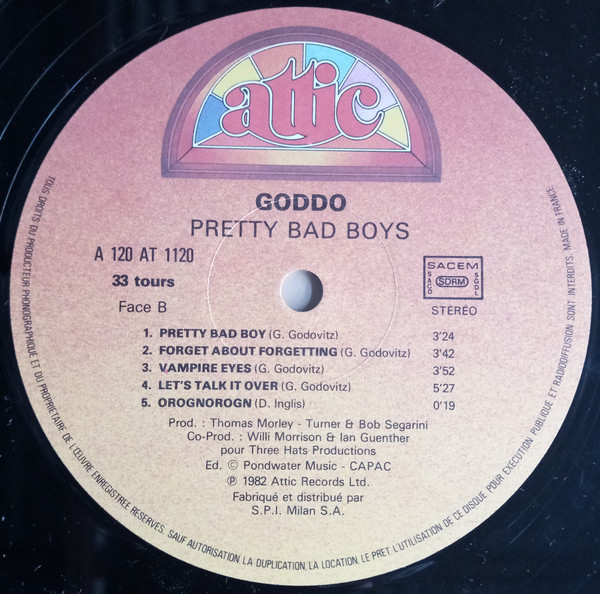 attic
GODDO
PRETTY BAD BOYS
A 120 AT 1120
33 tours
Face B
SACEM
SACD
SDRM
SGDL
STÉRÉO
1. PRETTY BAD BOY (G. Godovitz) 3'24
2. FORGET ABOUT FORGETTING (G. Godovitz) 3'42
3. VAMPIRE EYES (G. Godovitz) 3'52
4. LET'S TALK IT OVER (G. Godovitz) 5'27
5. OROGNOROGN (D. Inglis) 0'19
Prod. : Thomas Morley - Turner & Bob Segarini
Co-Prod. : Willi Morrison & Ian Guenther
pour Three Hats Productions
Ed. © Pondwater Music - CAPAC
℗ 1982 Attic Records Ltd.
Fabriqué et distribué par
S.P.I. Milan S.A.
TOUS DROITS DU PRODUCTEUR PHONOGRAPHIQUE ET DU PROPRIETAIRE DE L'ŒUVRE ENREGISTREE RESERVES. SAUF AUTORISATION, LA DUPLICATION, LA LOCATION, LE PRET, L'UTILISATION DE CE DISQUE POUR EXECUTION PUBLIQUE ET RADIODIFFUSION SONT INTERDITS. MADE IN FRANCE.